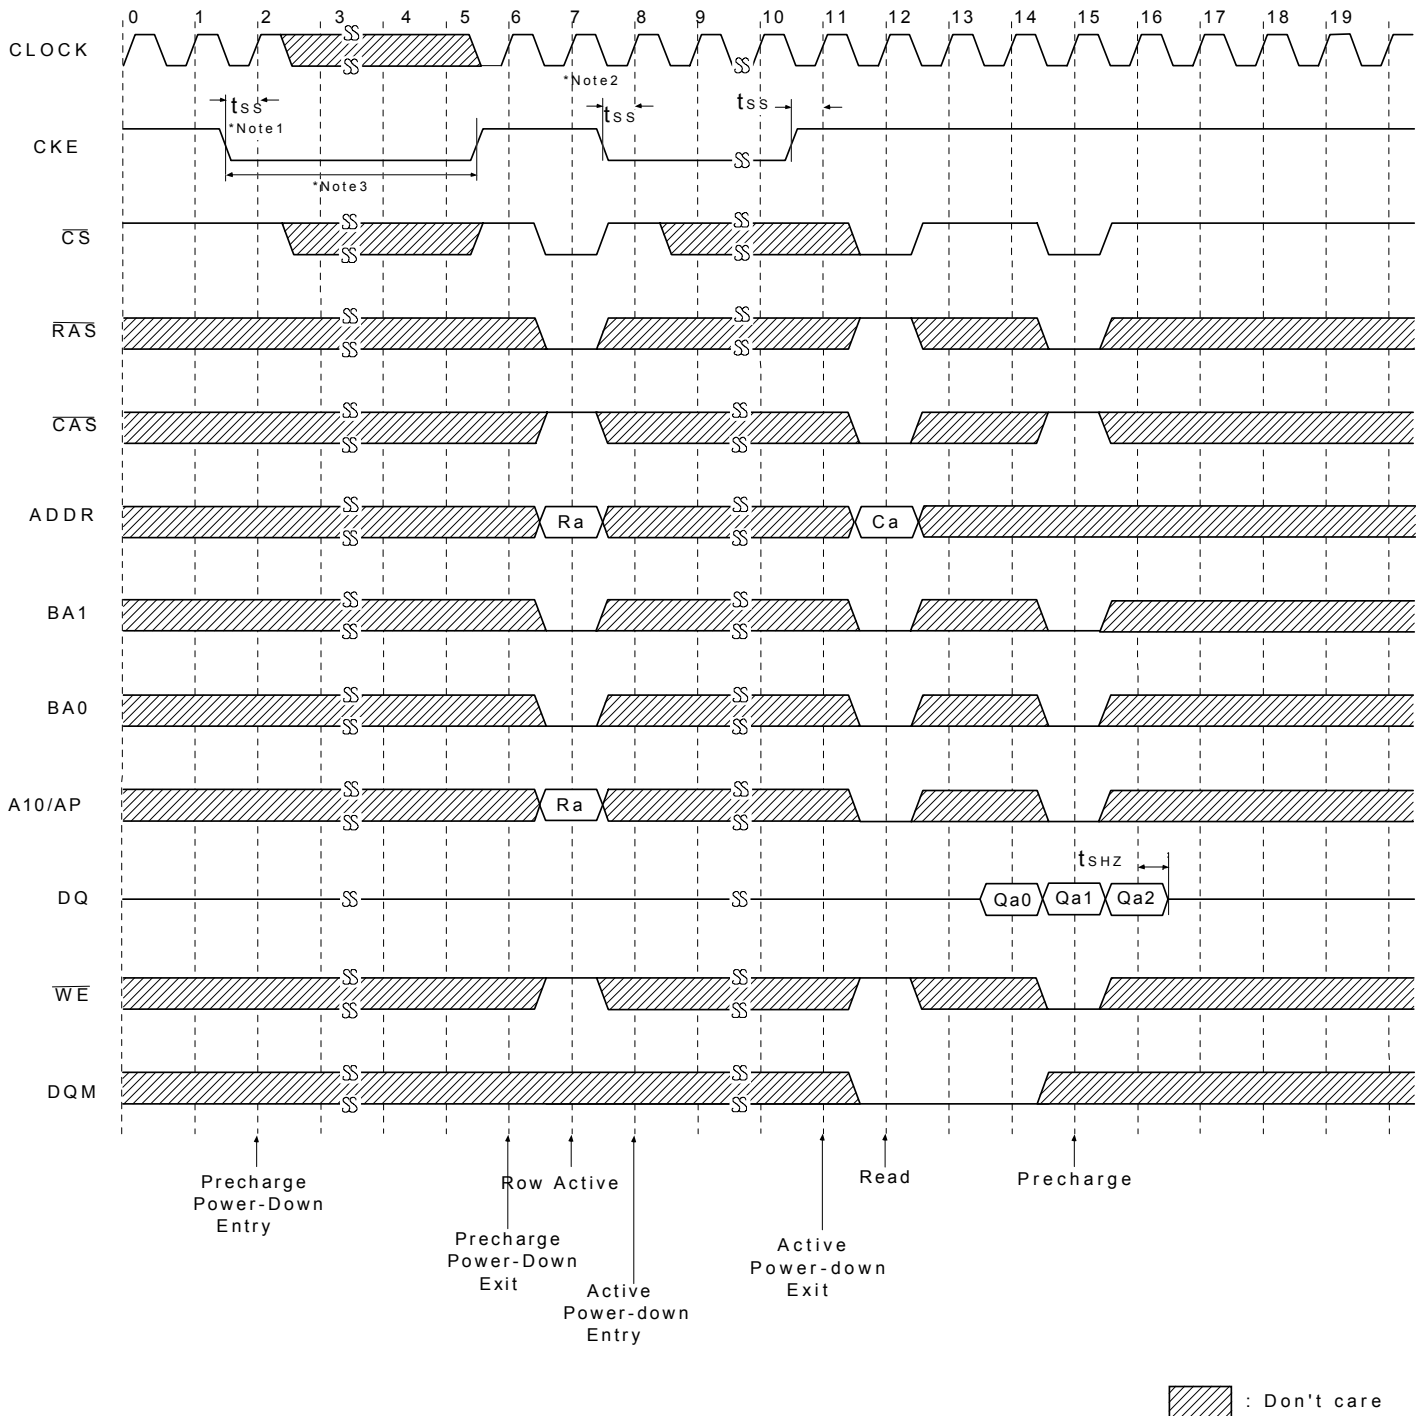 0 1 2 3 4 5 6 7 8 9 10 11 12 13 14 15 16 17 18 19
CLOCK
*Note2
tSS
tSS
tSS
*Note1
CKE
*Note3
CS
RAS
CAS
ADDR
Ra
Ca
BA1
BA0
A10/AP
Ra
tSHZ
DQ
Qa0
Qa1
Qa2
WE
DQM
Precharge
Power-Down
Entry
Row Active
Read
Precharge
Precharge
Power-Down
Exit
Active
Power-down
Exit
Active
Power-down
Entry
: Don't care